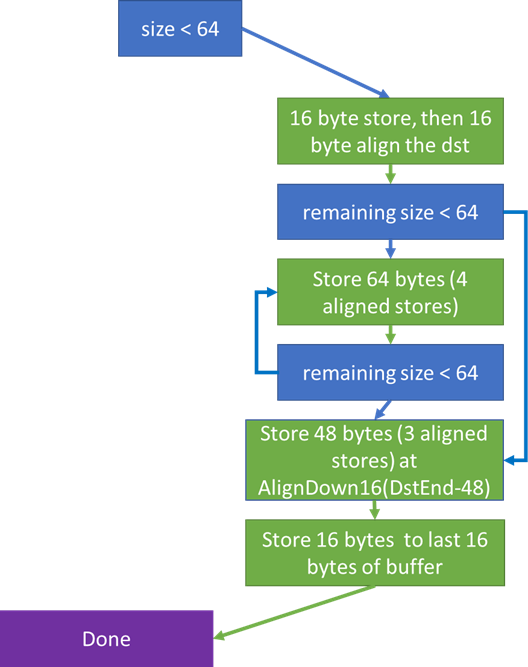 size < 64
16 byte store, then 16
byte align the dst
remaining size < 64
Store 64 bytes (4
aligned stores)
remaining size < 64
Store 48 bytes (3 aligned
stores) at
AlignDown16(DstEnd-48)
Store 16 bytes  to last 16
bytes of buffer
Done